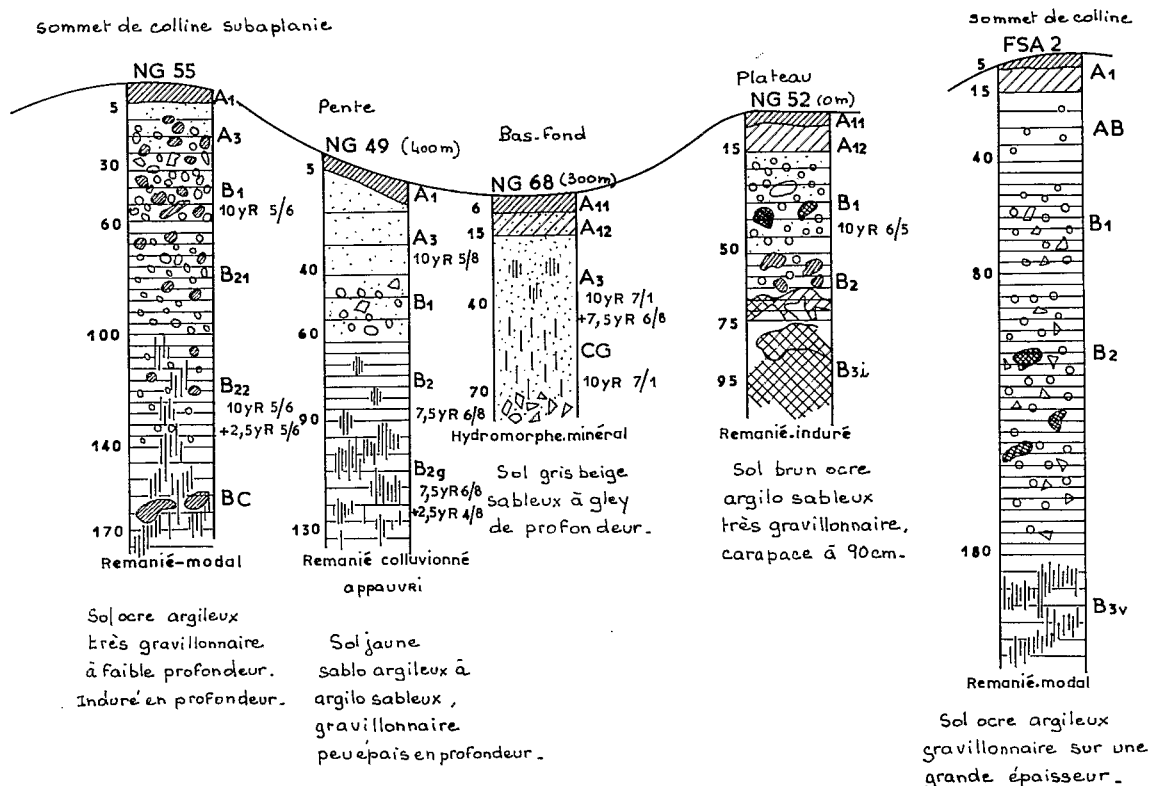 Sommet de colline subaplanie
NG 55
5
30
60
100
140
170
A1
A3
B1
10yR 5/6
B21
B22
10yR 5/6
+2,5yR 5/6
BC
Remanié-modal
Sol ocre argileux
très gravillonnaire
à faible profondeur.
Induré en profondeur.
Pente
NG 49 (400m)
5
40
60
90
130
A1
A3
10yR 5/8
B1
B2
7,5yR 6/8
B2g
7,5yR 6/8
+2,5yR 4/8
Remanié colluvionné
appauvri
Sol jaune
sablo argileux à
argilo sableux,
gravillonnaire
peu épais en profondeur.
Bas-fond
NG 68 (300m)
6
15
40
70
A11
A12
A3
10yR 7/1
+7,5yR 6/8
CG
10yR 7/1
Hydromorphe.minéral
Sol gris beige
sableux à gley
de profondeur.
Plateau
NG 52 (0m)
15
50
75
95
A11
A12
B1
10yR 6/5
B2
B3i
Remanié-induré
Sol brun ocre
argilo sableux
très gravillonnaire,
carapace à 90cm.
Sommet de colline
FSA 2
5
15
40
80
180
A1
AB
B1
B2
B3v
Remanié-modal
Sol ocre argileux
gravillonnaire sur une
grande épaisseur.